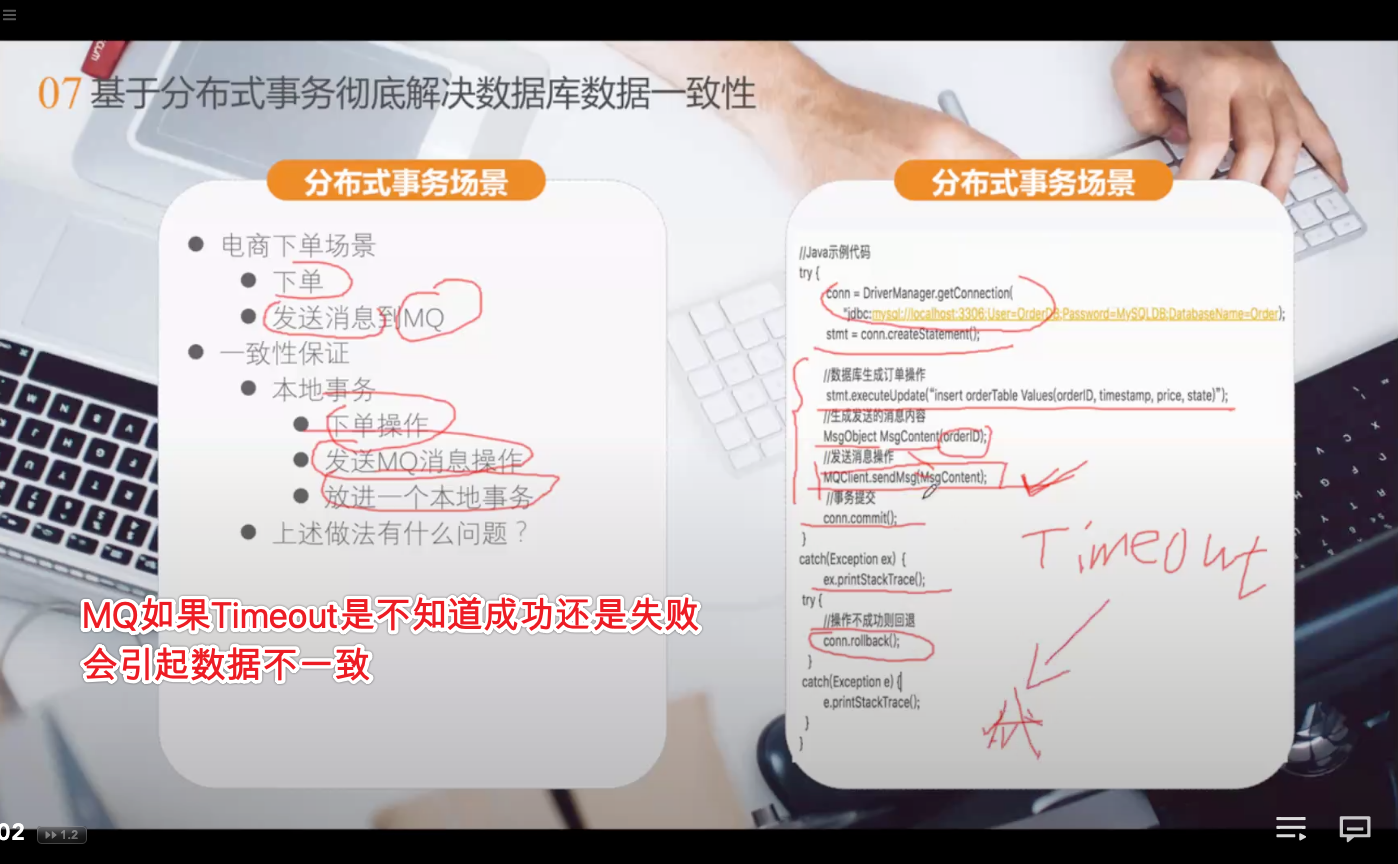 07 基于分布式事务彻底解决数据库数据一致性
分布式事务场景
电商下单场景
下单
发送消息到MQ
一致性保证
本地事务
下单操作
发送MQ消息操作
放进一个本地事务
上述做法有什么问题？
MQ如果Timeout是不知道成功还是失败
会引起数据不一致
分布式事务场景
//Java示例代码
try {
conn = DriverManager.getConnection(
"jdbc:mysql://localhost:3306;User=OrderDB;Password=MySQLDB;DatabaseName=Order);
stmt = conn.createStatement();
//数据库生成订单操作
stmt.executeUpdate("insert orderTable Values(orderID, timestamp, price, state)");
//生成发送的消息内容
MsgObject MsgContent(orderID);
//发送消息操作
MQClient.sendMsg(MsgContent);
//事务提交
conn.commit();
}
catch(Exception ex) {
ex.printStackTrace();
try {
//操作不成功则回退
conn.rollback();
}
catch(Exception e) {
e.printStackTrace();
}
}
Timeout
02
1.2